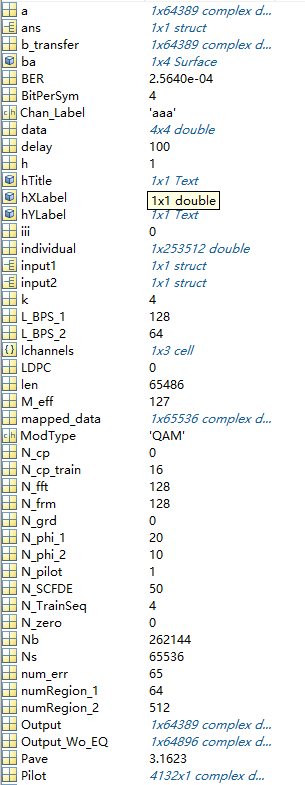 a 1x64389 complex d...
ans 1x1 struct
b_transfer 1x64389 complex d...
ba 1x4 Surface
BER 2.5640e-04
BitPerSym 4
Chan_Label 'aaa'
data 4x4 double
delay 100
h 1
hTitle 1x1 Text
hXLabel 1x1 double
hYLabel 1x1 Text
iii 0
individual 1x253512 double
input1 1x1 struct
input2 1x1 struct
k 4
L_BPS_1 128
L_BPS_2 64
lchannels 1x3 cell
LDPC 0
len 65486
M_eff 127
mapped_data 1x65536 complex d...
ModType 'QAM'
N_cp 0
N_cp_train 16
N_fft 128
N_frm 128
N_grd 0
N_phi_1 20
N_phi_2 10
N_pilot 1
N_SCFDE 50
N_TrainSeq 4
N_zero 0
Nb 262144
Ns 65536
num_err 65
numRegion_1 64
numRegion_2 512
Output 1x64389 complex d...
Output_Wo_EQ 1x64896 complex d...
Pave 3.1623
Pilot 4132x1 complex d...